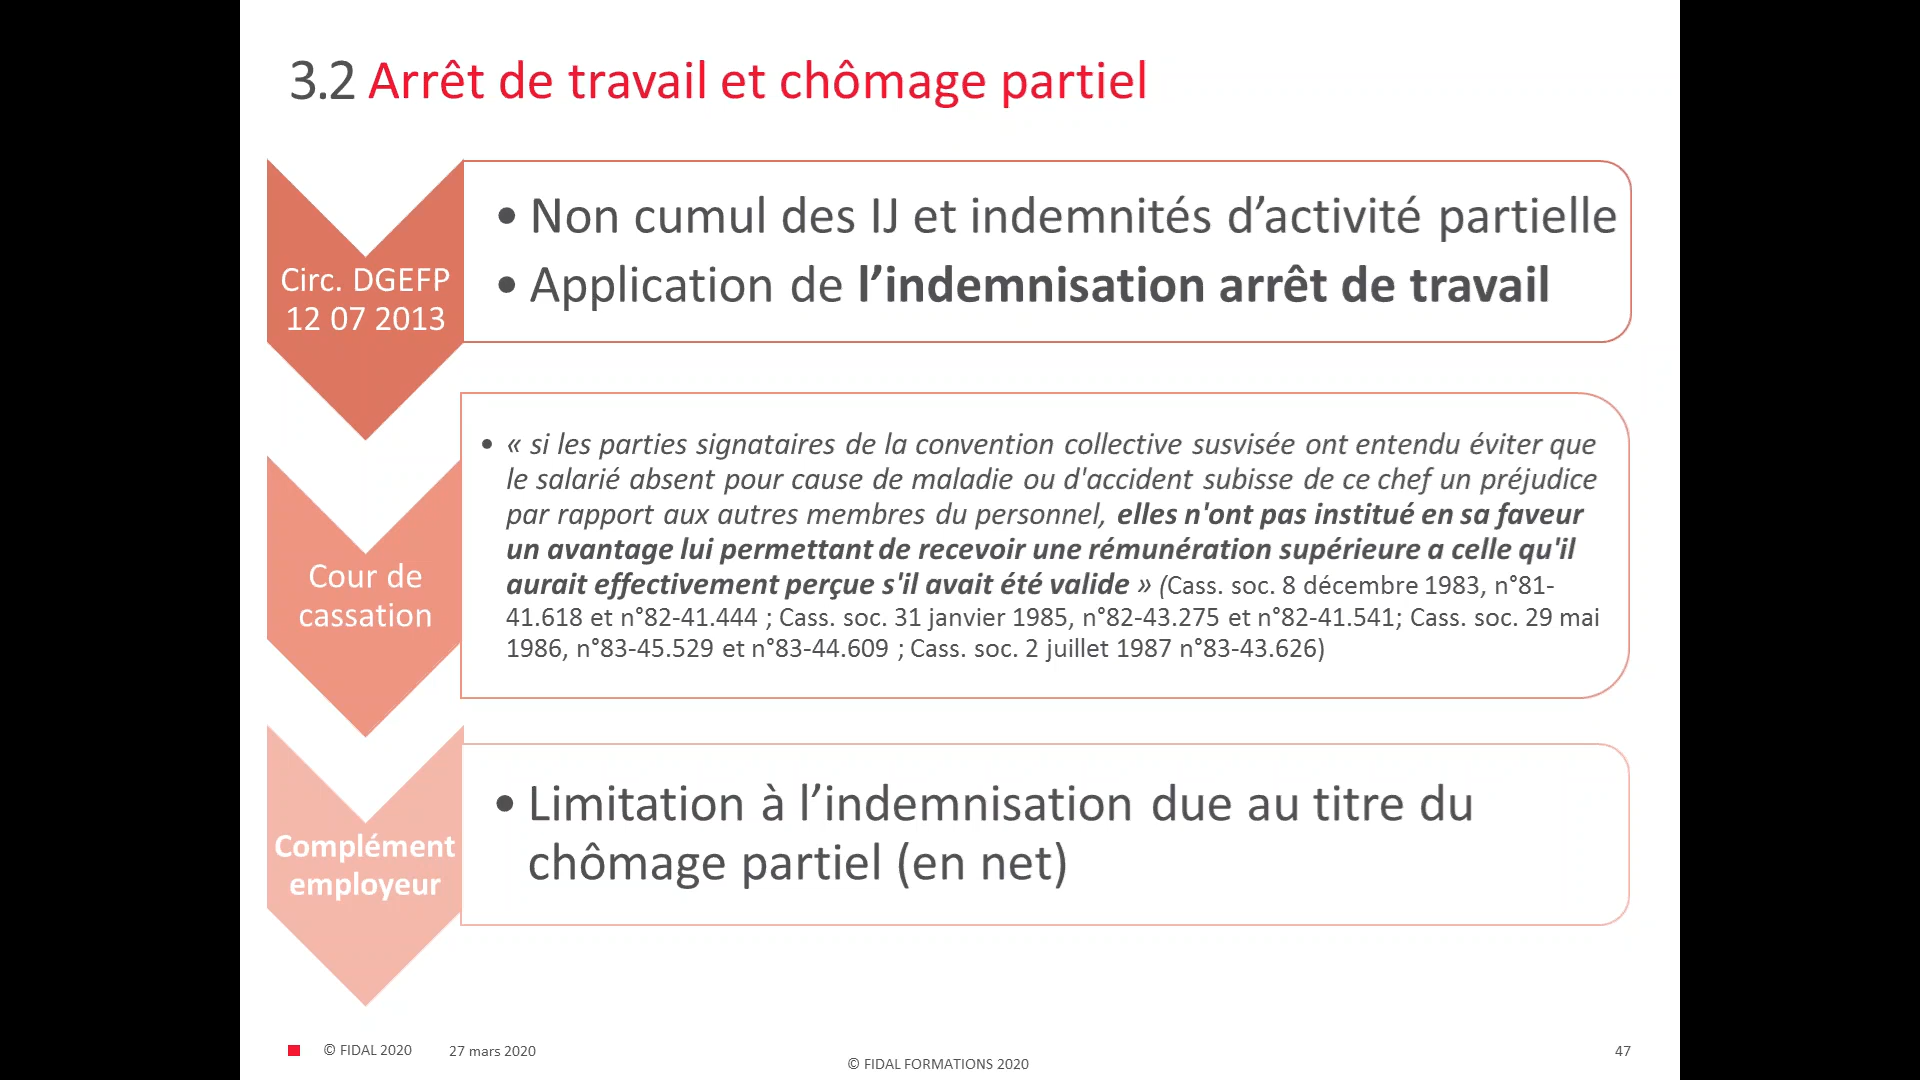 3.2 Arrêt de travail et chômage partiel
Circ. DGEFP
12 07 2013
• Non cumul des IJ et indemnités d’activité partielle
• Application de l’indemnisation arrêt de travail
Cour de
cassation
• « si les parties signataires de la convention collective susvisée ont entendu éviter que
le salarié absent pour cause de maladie ou d'accident subisse de ce chef un préjudice
par rapport aux autres membres du personnel, elles n'ont pas institué en sa faveur
un avantage lui permettant de recevoir une rémunération supérieure a celle qu'il
aurait effectivement perçue s'il avait été valide » (Cass. soc. 8 décembre 1983, n°81-
41.618 et n°82-41.444 ; Cass. soc. 31 janvier 1985, n°82-43.275 et n°82-41.541; Cass. soc. 29 mai
1986, n°83-45.529 et n°83-44.609 ; Cass. soc. 2 juillet 1987 n°83-43.626)
Complément
employeur
• Limitation à l’indemnisation due au titre du
chômage partiel (en net)
© FIDAL 2020
27 mars 2020
© FIDAL FORMATIONS 2020
47